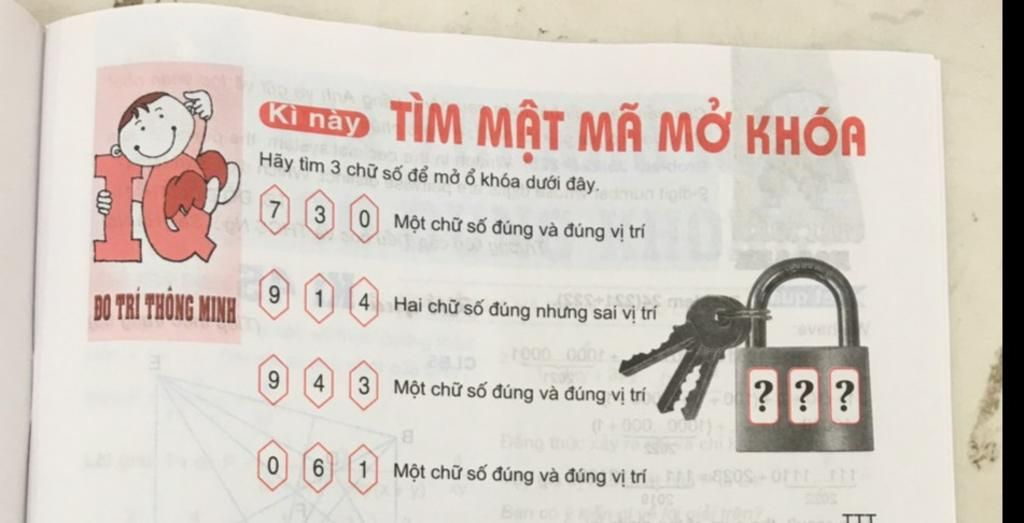 Kì này TÌM MẬT MÃ MỞ KHÓA
Hãy tìm 3 chữ số để mở ổ khóa dưới đây.
7 3 0 Một chữ số đúng và đúng vị trí
9 1 4 Hai chữ số đúng nhưng sai vị trí
9 4 3 Một chữ số đúng và đúng vị trí
0 6 1 Một chữ số đúng và đúng vị trí
IQ
ĐO TRÍ THÔNG MINH
? ? ?